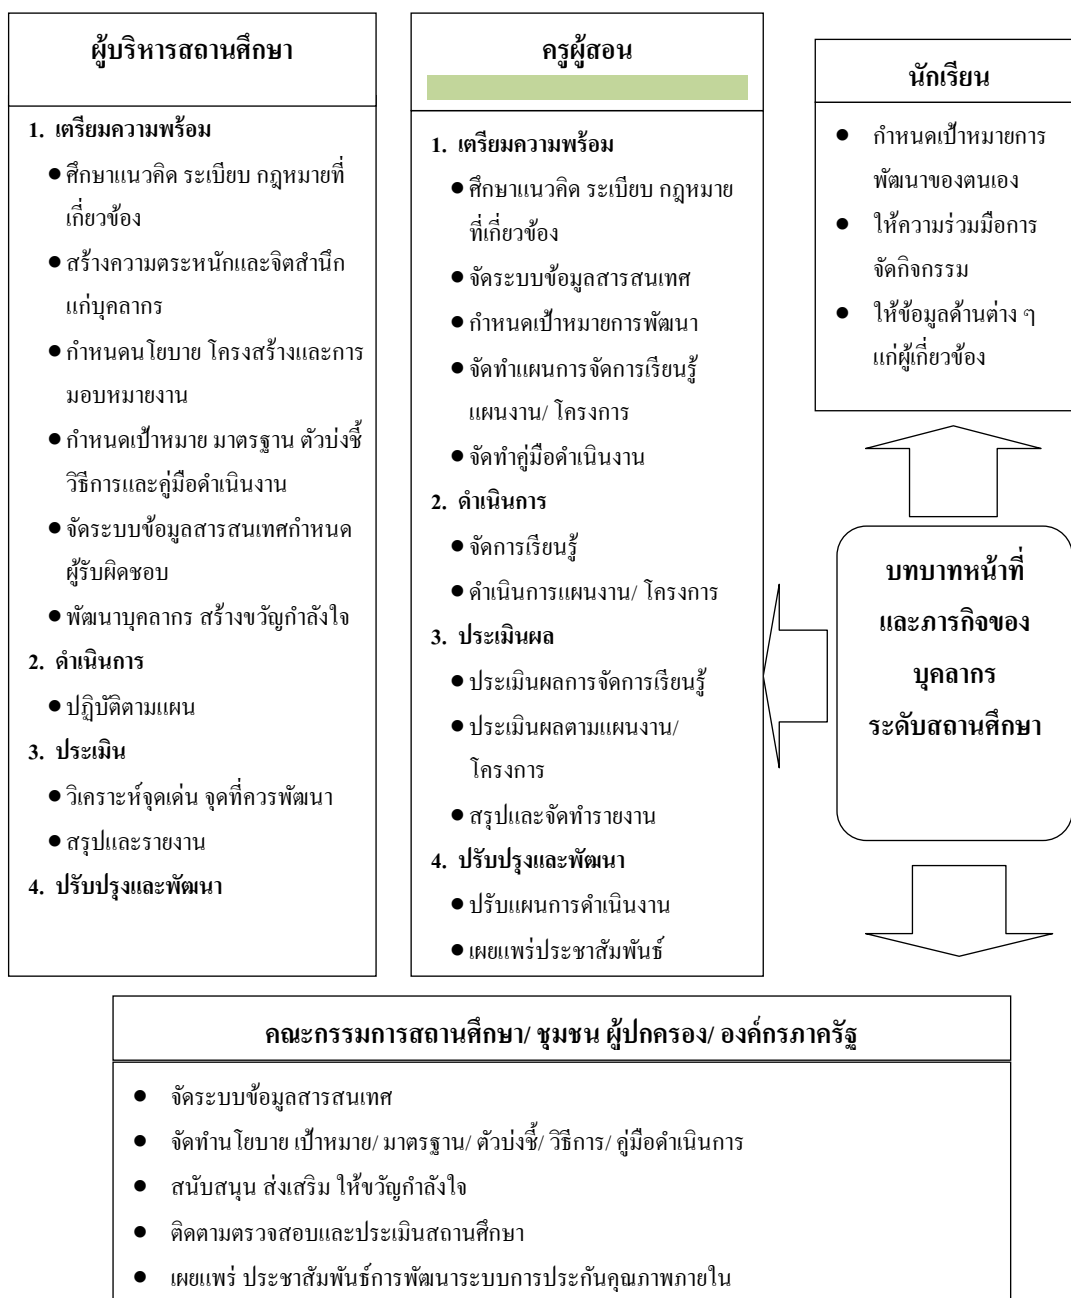 ผู้บริหารสถานศึกษา
1. เตรียมความพร้อม
● ศึกษาแนวคิด ระเบียบ กฎหมายที่
เกี่ยวข้อง
● สร้างความตระหนักและจิตสำนึก
แก่บุคลากร
● กำหนดนโยบาย โครงสร้างและการ
มอบหมายงาน
● กำหนดเป้าหมาย มาตรฐาน ตัวบ่งชี้
วิธีการและคู่มือดำเนินงาน
● จัดระบบข้อมูลสารสนเทศกำหนด
ผู้รับผิดชอบ
● พัฒนาบุคลากร สร้างขวัญกำลังใจ
2. ดำเนินการ
● ปฏิบัติตามแผน
3. ประเมิน
● วิเคราะห์จุดเด่น จุดที่ควรพัฒนา
● สรุปและรายงาน
4. ปรับปรุงและพัฒนา
ครูผู้สอน
1. เตรียมความพร้อม
● ศึกษาแนวคิด ระเบียบ กฎหมาย
ที่เกี่ยวข้อง
● จัดระบบข้อมูลสารสนเทศ
● กำหนดเป้าหมายการพัฒนา
● จัดทำแผนการจัดการเรียนรู้
แผนงาน/ โครงการ
● จัดทำคู่มือดำเนินงาน
2. ดำเนินการ
● จัดการเรียนรู้
● ดำเนินการแผนงาน/ โครงการ
3. ประเมินผล
● ประเมินผลการจัดการเรียนรู้
● ประเมินผลตามแผนงาน/
โครงการ
● สรุปและจัดทำรายงาน
4. ปรับปรุงและพัฒนา
● ปรับแผนการดำเนินงาน
● เผยแพร่ประชาสัมพันธ์
นักเรียน
● กำหนดเป้าหมายการ
พัฒนาของตนเอง
● ให้ความร่วมมือการ
จัดกิจกรรม
● ให้ข้อมูลด้านต่าง ๆ
แก่ผู้เกี่ยวข้อง
บทบาทหน้าที่
และภารกิจของ
บุคลากร
ระดับสถานศึกษา
คณะกรรมการสถานศึกษา/ ชุมชน ผู้ปกครอง/ องค์กรภาครัฐ
● จัดระบบข้อมูลสารสนเทศ
● จัดทำนโยบาย เป้าหมาย/ มาตรฐาน/ ตัวบ่งชี้/ วิธีการ/ คู่มือดำเนินการ
● สนับสนุน ส่งเสริม ให้ขวัญกำลังใจ
● ติดตามตรวจสอบและประเมินสถานศึกษา
● เผยแพร่ ประชาสัมพันธ์การพัฒนาระบบการประกันคุณภาพภายใน